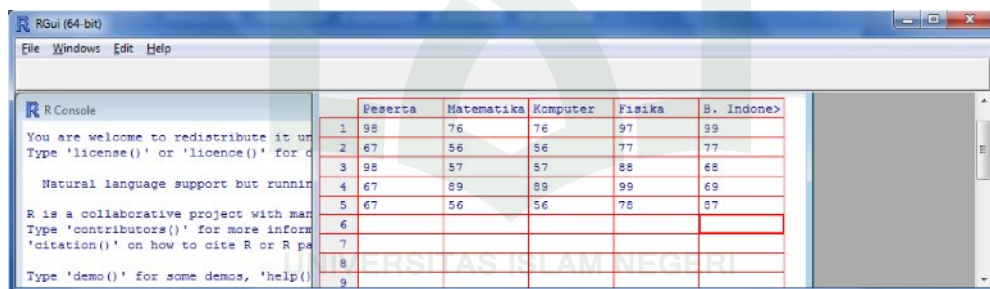 RGui (64-bit)
File Windows Edit Help
R Console
You are welcome to redistribute it un
Type 'license()' or 'licence()' for d
Natural language support but runnin
R is a collaborative project with man
Type 'contributors()' for more inform
'citation()' on how to cite R or R pa
Type 'demo()' for some demos, 'help()
Peserta Matematika Komputer Fisika B. Indone>
1 98 76 76 97 99
2 67 56 56 77 77
3 98 57 57 88 68
4 67 89 89 99 69
5 67 56 56 78 87
6
7
8
9
UNIVERSITAS ISLAM NEGERI